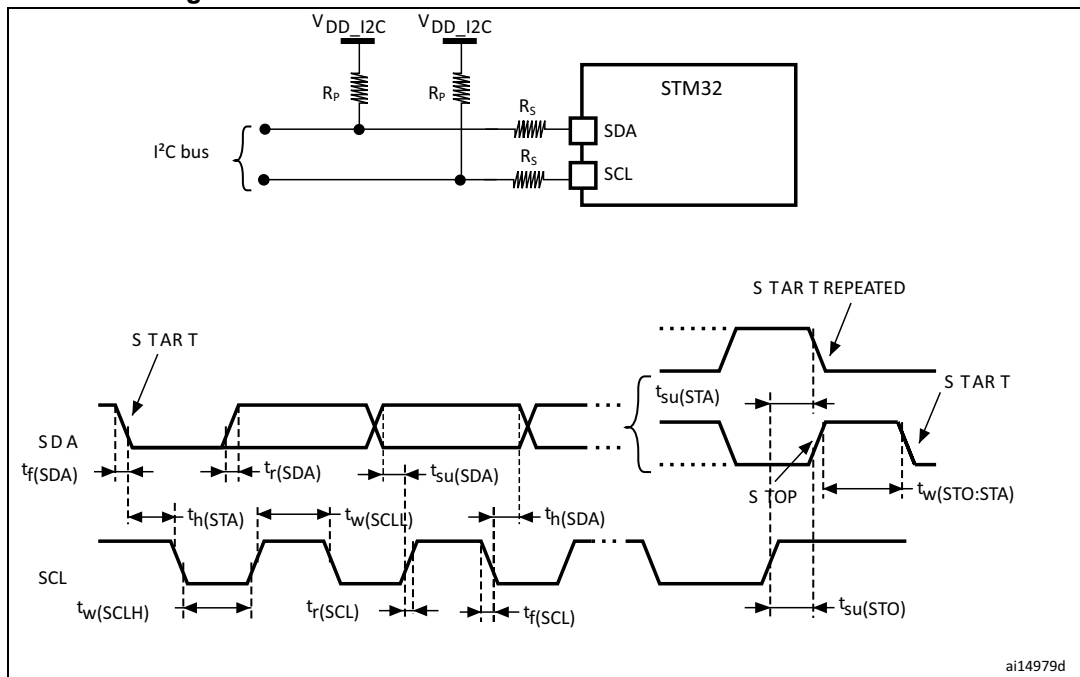 VDD_I2C VDD_I2C
STM32
RP RP RS
SDA
I²C bus
RS
SCL
S TAR T REPEATED
S TAR T
S TAR T
tsu(STA)
S D A
tf(SDA) tr(SDA) tsu(SDA)
S TOP
tw(STO:STA)
th(STA) tw(SCLL) th(SDA)
SCL
tw(SCLH) tr(SCL) tf(SCL) tsu(STO)
ai14979d